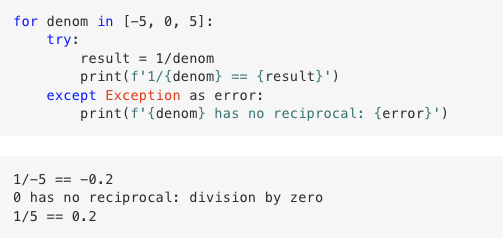 for denom in [-5, 0, 5]:
    try:
        result = 1/denom
        print(f'1/{denom} == {result}')
    except Exception as error:
        print(f'{denom} has no reciprocal: {error}')
1/-5 == -0.2
0 has no reciprocal: division by zero
1/5 == 0.2